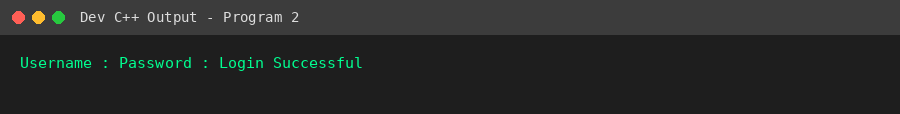 Dev C++ Output - Program 2
Username : Password : Login Successful